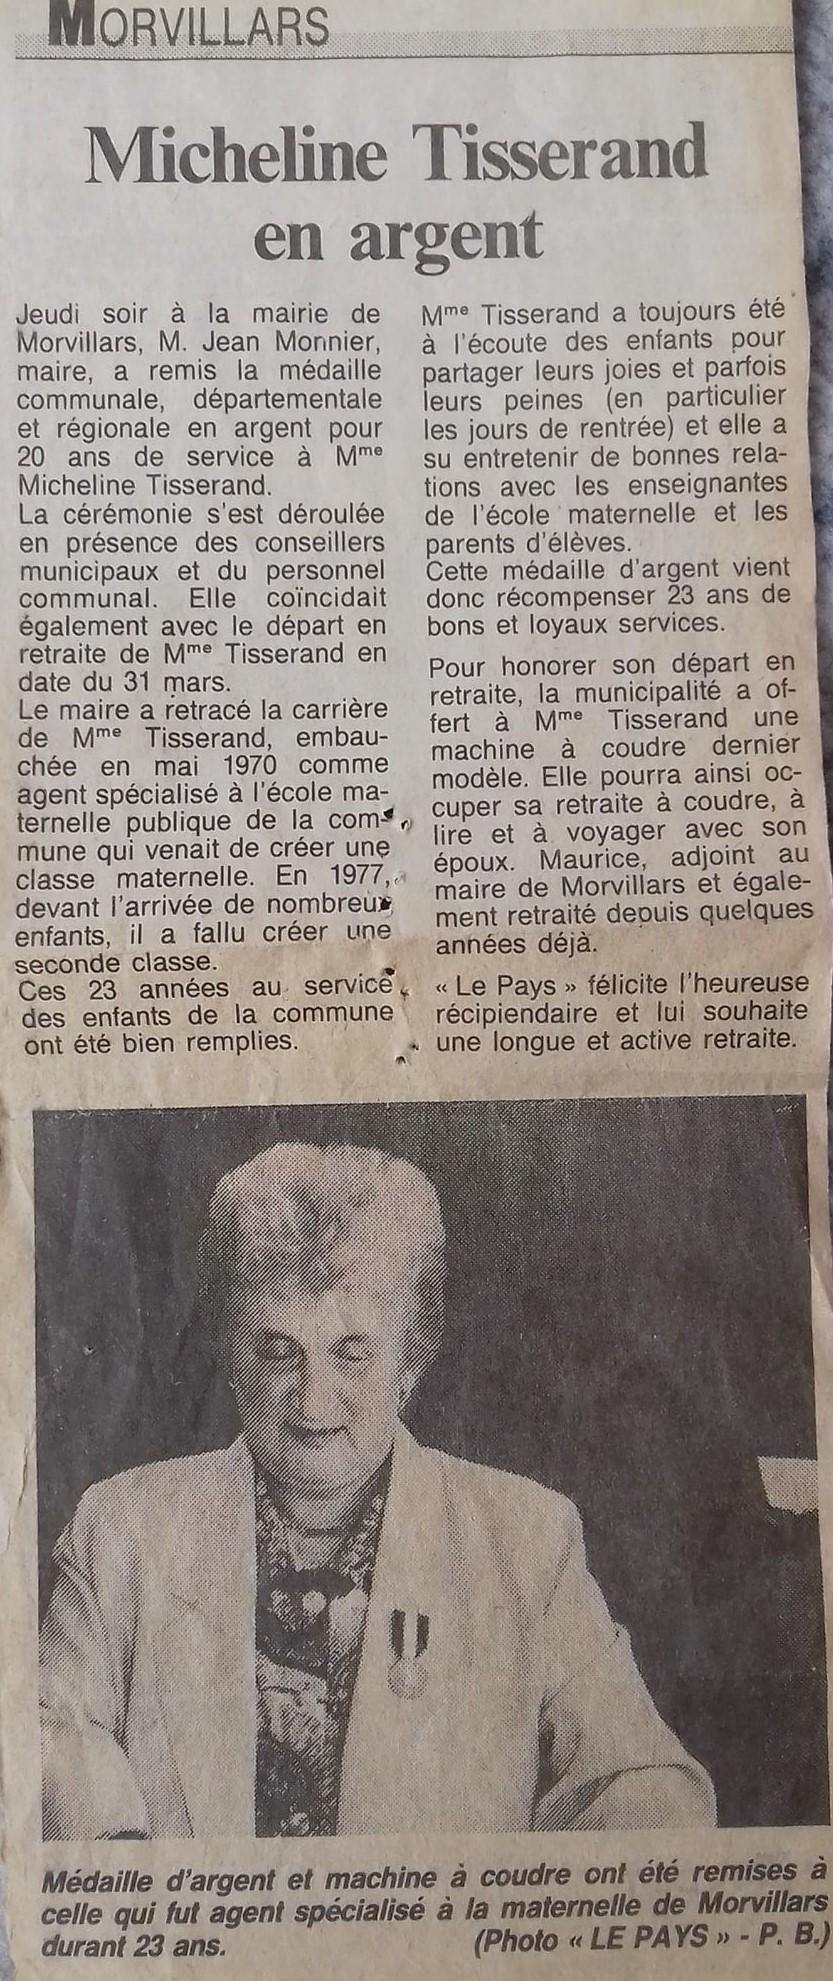 MORVILLARS
Micheline Tisserand
en argent
Jeudi soir à la mairie de
Morvillars, M. Jean Monnier,
maire, a remis la médaille
communale, départementale
et régionale en argent pour
20 ans de service à Mme
Micheline Tisserand.
La cérémonie s'est déroulée
en présence des conseillers
municipaux et du personnel
communal. Elle coïncidait
également avec le départ en
retraite de Mme Tisserand en
date du 31 mars.
Le maire a retracé la carrière
de Mme Tisserand, embau-
chée en mai 1970 comme
agent spécialisé à l'école ma-
ternelle publique de la com-
mune qui venait de créer une
classe maternelle. En 1977,
devant l'arrivée de nombreux
enfants, il a fallu créer une
seconde classe.
Ces 23 années au service
des enfants de la commune
ont été bien remplies.
Mme Tisserand a toujours été
à l'écoute des enfants pour
partager leurs joies et parfois
leurs peines (en particulier
les jours de rentrée) et elle a
su entretenir de bonnes rela-
tions avec les enseignantes
de l'école maternelle et les
parents d'élèves.
Cette médaille d'argent vient
donc récompenser 23 ans de
bons et loyaux services.
Pour honorer son départ en
retraite, la municipalité a of-
fert à Mme Tisserand une
machine à coudre dernier
modèle. Elle pourra ainsi oc-
cuper sa retraite à coudre, à
lire et à voyager avec son
époux. Maurice, adjoint au
maire de Morvillars et égale-
ment retraité depuis quelques
années déjà.
« Le Pays » félicite l'heureuse
récipiendaire et lui souhaite
une longue et active retraite.
Médaille d'argent et machine à coudre ont été remises à
celle qui fut agent spécialisé à la maternelle de Morvillars
durant 23 ans. (Photo « LE PAYS » - P. B.)